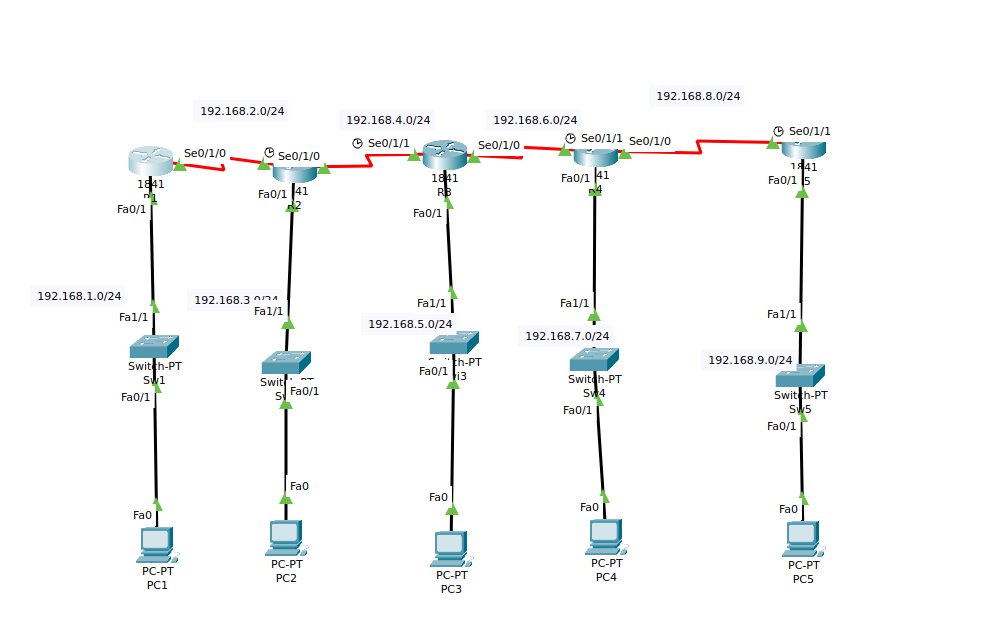 192.168.8.0/24
192.168.2.0/24
192.168.4.0/24
192.168.6.0/24
Se0/1/0
Se0/1/0
Se0/1/1
Se0/1/0
Se0/1/1
Se0/1/0
Se0/1/1
1841
R1
Fa0/1
41
R2
Fa0/1
1841
R3
Fa0/1
41
R4
Fa0/1
1841
5
Fa0/1
192.168.1.0/24
192.168.3.0/24
192.168.5.0/24
192.168.7.0/24
192.168.9.0/24
Fa1/1
Fa1/1
Fa1/1
Fa1/1
Fa1/1
Switch-PT
Sw1
Fa0/1
Fa0/1
Fa0/1
Switch-PT
Sw4
Fa0/1
Switch-PT
Sw5
Fa0/1
Fa0
Fa0
Fa0
Fa0
Fa0
PC-PT
PC1
PC-PT
PC2
PC-PT
PC3
PC-PT
PC4
PC-PT
PC5